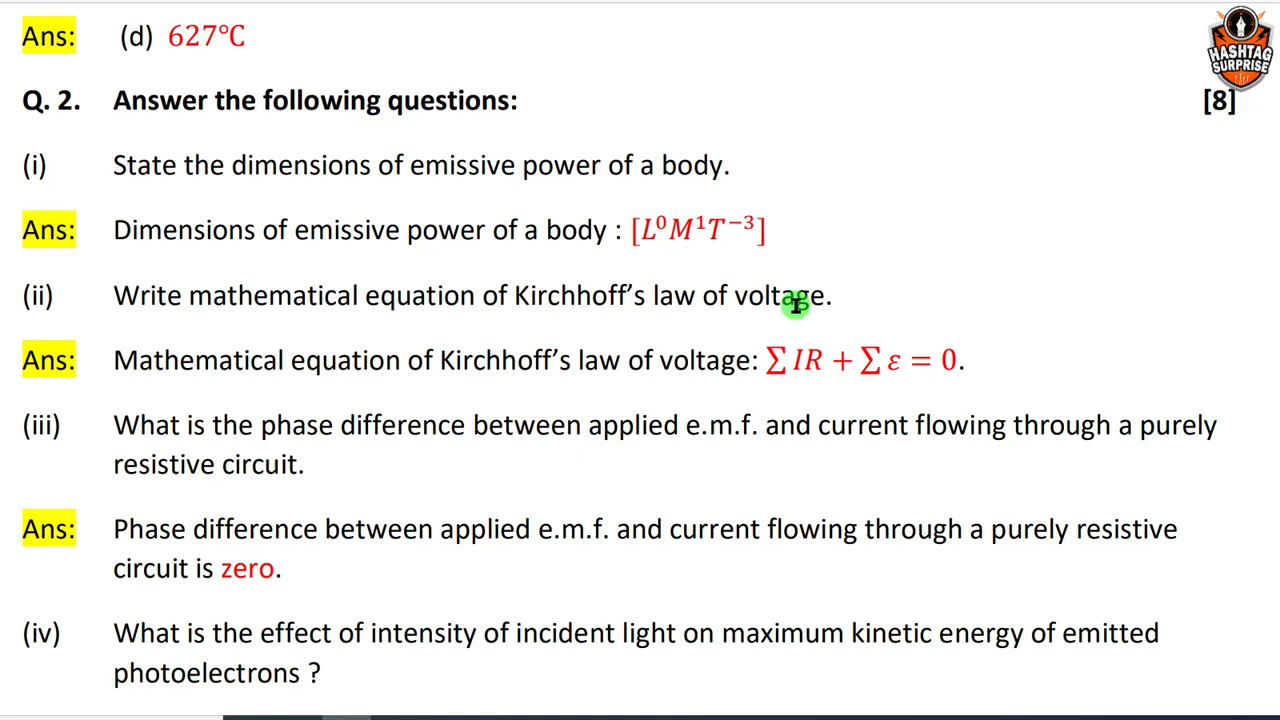 Ans: (d) 627°C
HASHTAG
SURPRISE
Q. 2. Answer the following questions: [8]
(i) State the dimensions of emissive power of a body.
Ans: Dimensions of emissive power of a body : [L⁰M¹T⁻³]
(ii) Write mathematical equation of Kirchhoff’s law of voltage.
Ans: Mathematical equation of Kirchhoff’s law of voltage: ∑ IR + ∑ ε = 0.
(iii) What is the phase difference between applied e.m.f. and current flowing through a purely
resistive circuit.
Ans: Phase difference between applied e.m.f. and current flowing through a purely resistive
circuit is zero.
(iv) What is the effect of intensity of incident light on maximum kinetic energy of emitted
photoelectrons ?